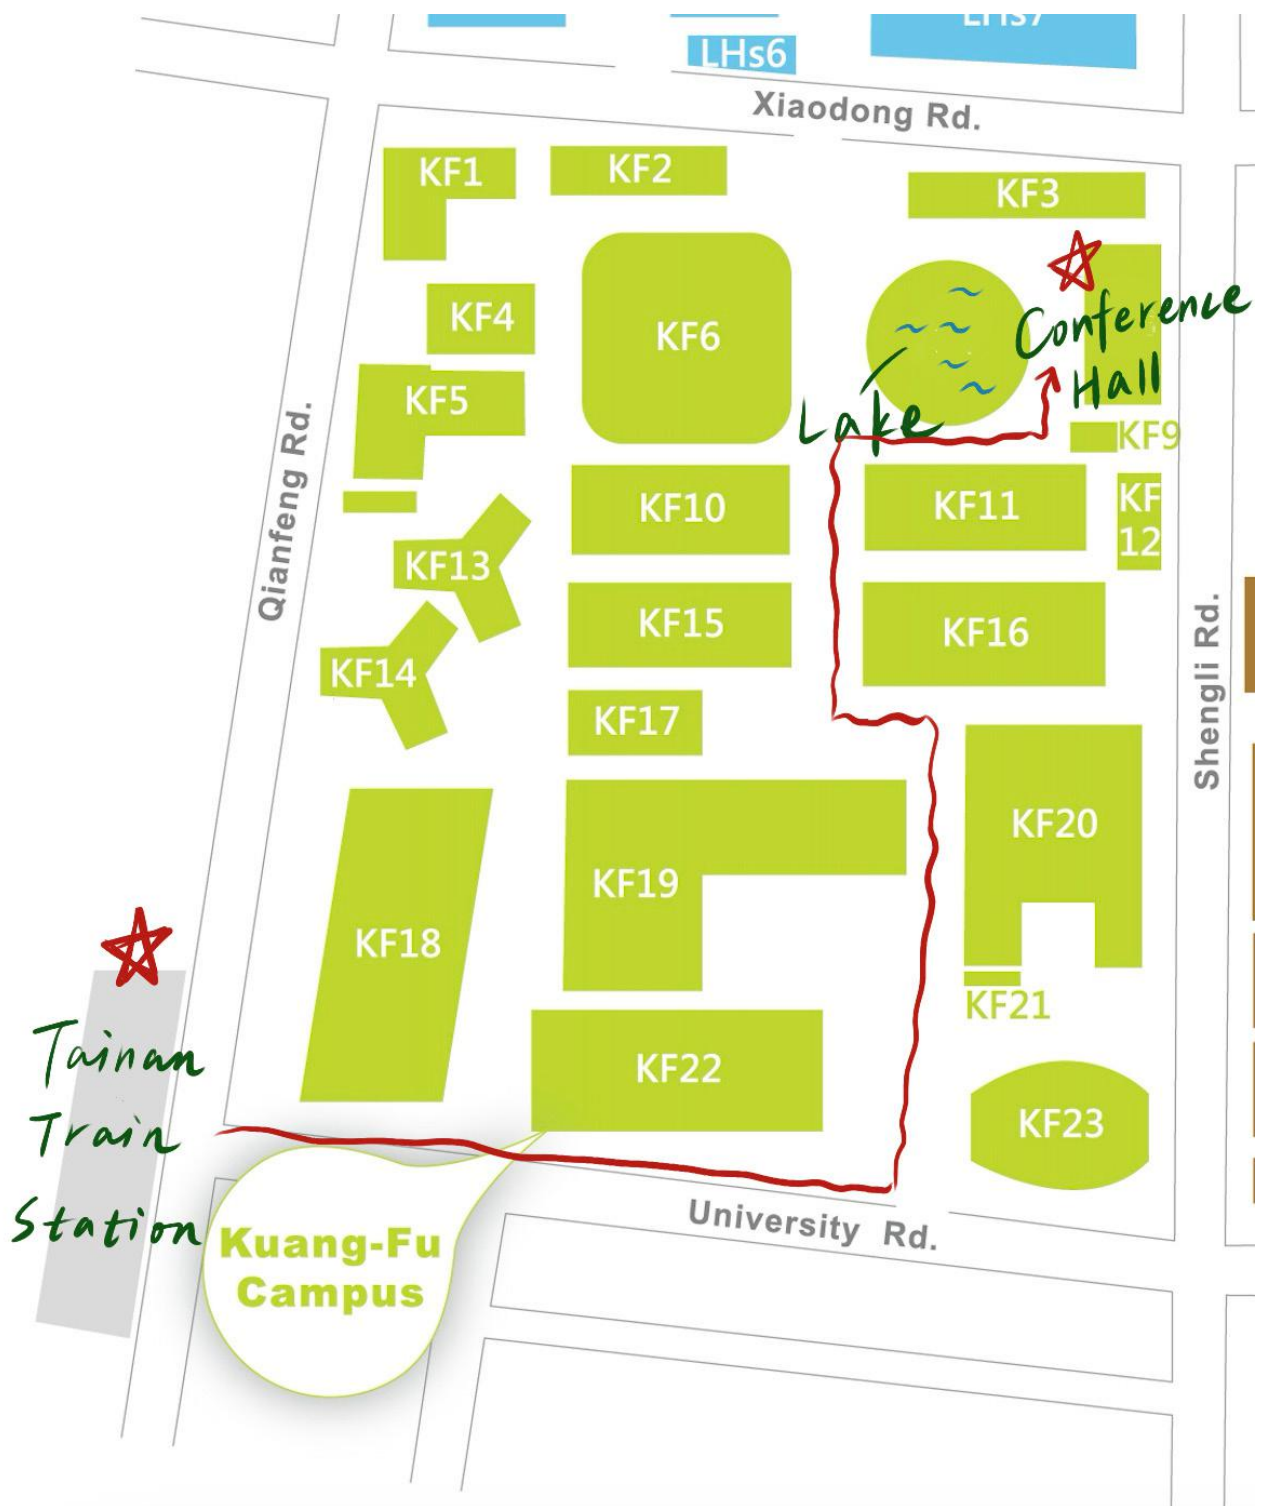 LHs7
LHs6
Xiaodong Rd.
KF1
KF2
KF3
KF4
KF6
Conference
Hall
Lake
KF5
KF9
Qianfeng Rd.
KF10
KF11
KF
12
KF13
KF15
KF16
KF14
KF17
Shengli Rd.
KF20
KF19
KF18
KF21
Tainan
Train
Station
KF22
KF23
University Rd.
Kuang-Fu
Campus